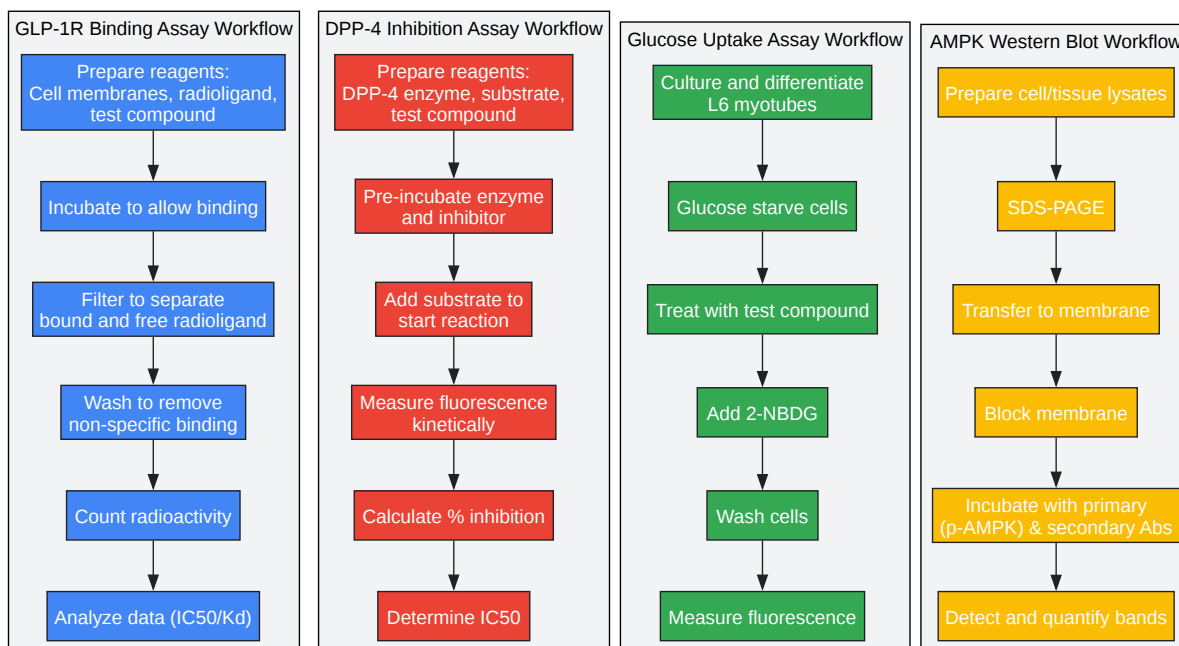 GLP-1R Binding Assay Workflow
Prepare reagents:
Cell membranes, radioligand,
test compound
Incubate to allow binding
Filter to separate
bound and free radioligand
Wash to remove
non-specific binding
Count radioactivity
Analyze data (IC50/Kd)
DPP-4 Inhibition Assay Workflow
Prepare reagents:
DPP-4 enzyme, substrate,
test compound
Pre-incubate enzyme
and inhibitor
Add substrate to
start reaction
Measure fluorescence
kinetically
Calculate % inhibition
Determine IC50
Glucose Uptake Assay Workflow
Culture and differentiate
L6 myotubes
Glucose starve cells
Treat with test compound
Add 2-NBDG
Wash cells
Measure fluorescence
AMPK Western Blot Workflow
Prepare cell/tissue lysates
SDS-PAGE
Transfer to membrane
Block membrane
Incubate with primary
(p-AMPK) & secondary Abs
Detect and quantify bands